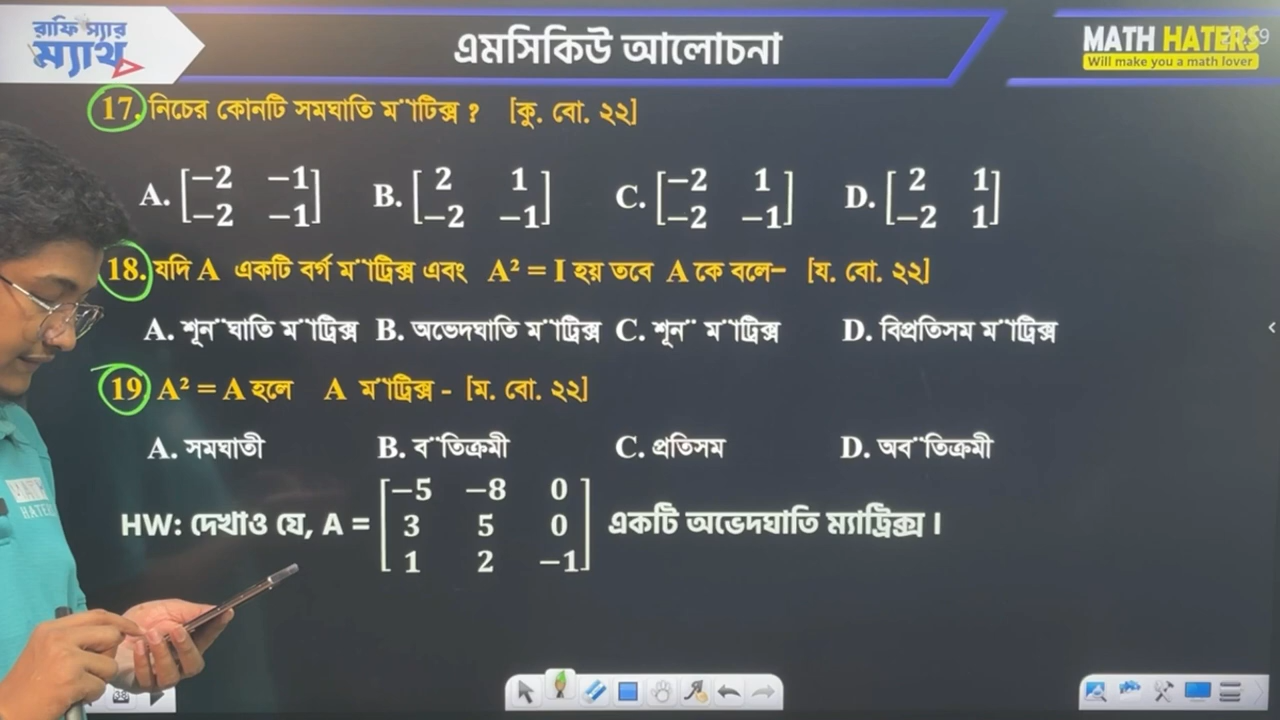 রাফি স্যার
ম্যাথ
এমসিকিউ আলোচনা
MATH HATERS
Will make you a math lover
17. নিচের কোনটি সমঘাতি ম¨াটিক্স ? [কু. বো. ২২]
A. [−2 −1; −2 −1] B. [2 1; −2 −1] C. [−2 1; −2 −1] D. [2 1; −2 1]
18. যদি A একটি বর্গ ম¨াট্রিক্স এবং A² = I হয় তবে A কে বলে– [য. বো. ২২]
A. শূন¨ঘাতি ম¨াট্রিক্স B. অভেদঘাতি ম¨াট্রিক্স C. শূন¨ ম¨াট্রিক্স D. বিপ্রতিসম ম¨াট্রিক্স
19. A² = A হলে A ম¨াট্রিক্স - [ম. বো. ২২]
A. সমঘাতী B. ব¨তিক্রমী C. প্রতিসম D. অব¨তিক্রমী
HW: দেখাও যে, A = [−5 −8 0; 3 5 0; 1 2 −1] একটি অভেদঘাতি ম্যাট্রিক্স।